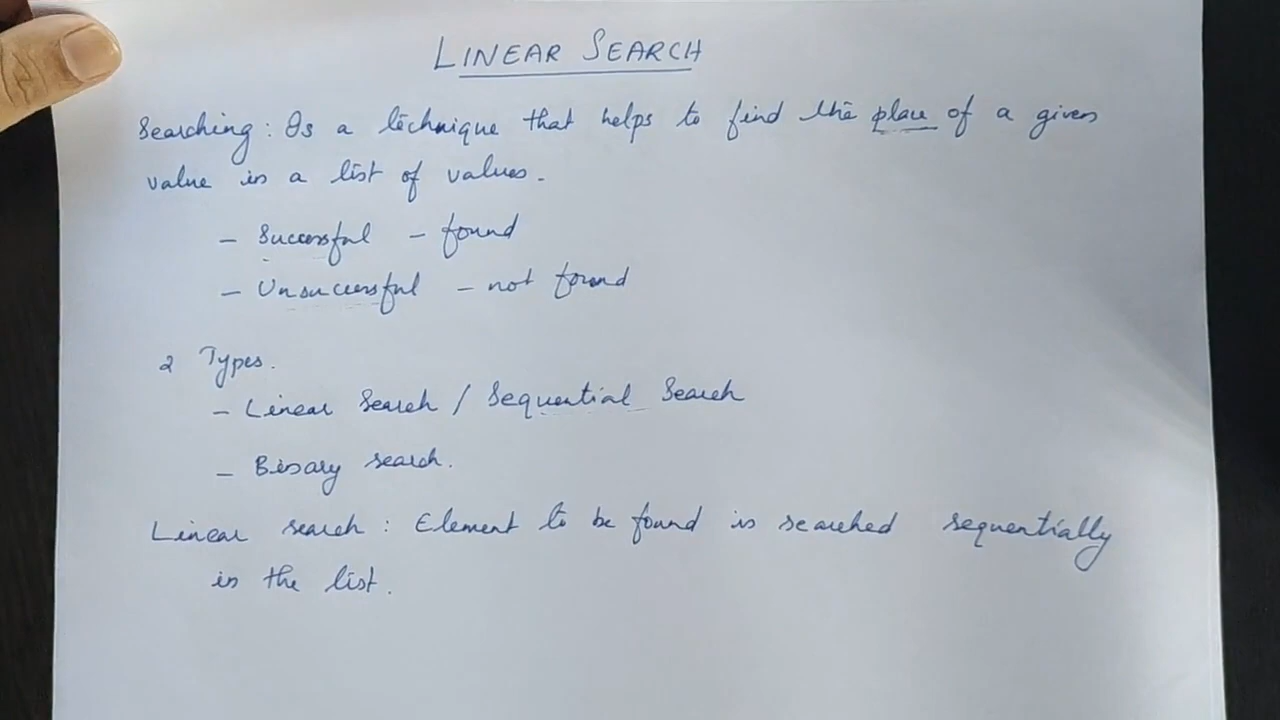 LINEAR SEARCH
Searching : Is a technique that helps to find the place of a given
value in a list of values.
- Successful - found
- Unsuccessful - not found
2 Types.
- Linear Search / Sequential Search
- Binary search.
Linear search : Element to be found is searched sequentially
in the list.